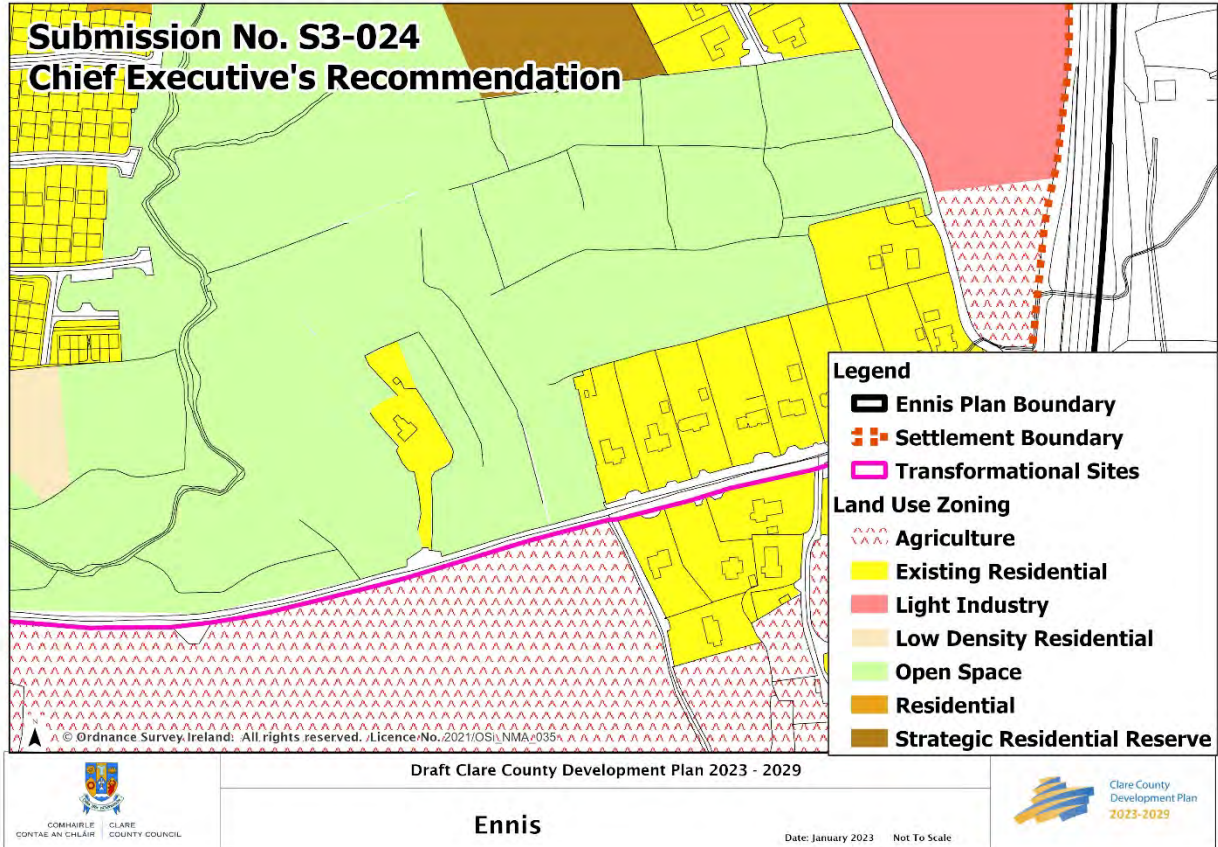 Submission No. S3-024
Chief Executive's Recommendation
Legend
Ennis Plan Boundary
Settlement Boundary
Transformational Sites
Land Use Zoning
Agriculture
Existing Residential
Light Industry
Low Density Residential
Open Space
Residential
Strategic Residential Reserve
N
© Ordnance Survey Ireland. All rights reserved. Licence No. 2021/OSi_NMA_035
COMHAIRLE CONTAE AN CHLÁIR
CLARE COUNTY COUNCIL
Draft Clare County Development Plan 2023 - 2029
Ennis
Date: January 2023 Not To Scale
Clare County
Development Plan
2023-2029